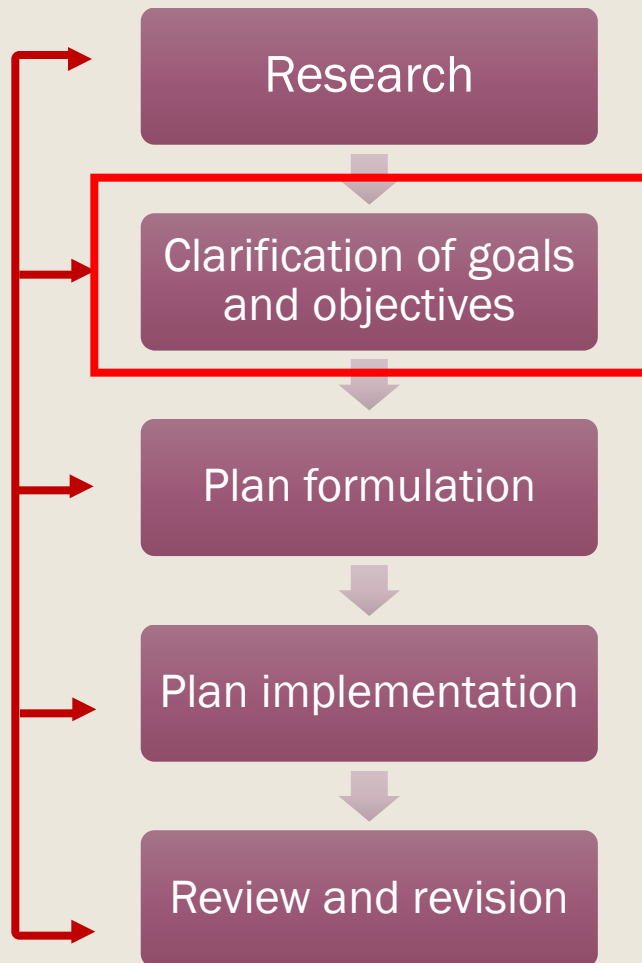 Research
Clarification of goals
and objectives
Plan formulation
Plan implementation
Review and revision